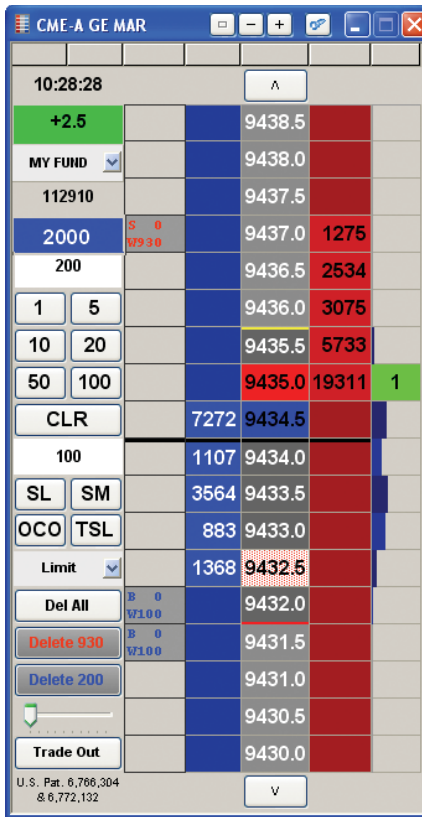 CME-A GE MAR
10:28:28 ʌ
+2.5 9438.5
MY FUND 9438.0
112910 9437.5
2000 S 0 W930 9437.0 1275
200 9436.5 2534
1 5 9436.0 3075
10 20 9435.5 5733
50 100 9435.0 19311 1
CLR 7272 9434.5
100 1107 9434.0
SL SM 3564 9433.5
OCO TSL 883 9433.0
Limit 1368 9432.5
Del All B 0 W100 9432.0
Delete 930 B 0 W100 9431.5
Delete 200 9431.0
9430.5
Trade Out 9430.0
U.S. Pat. 6,766,304
& 6,772,132 v